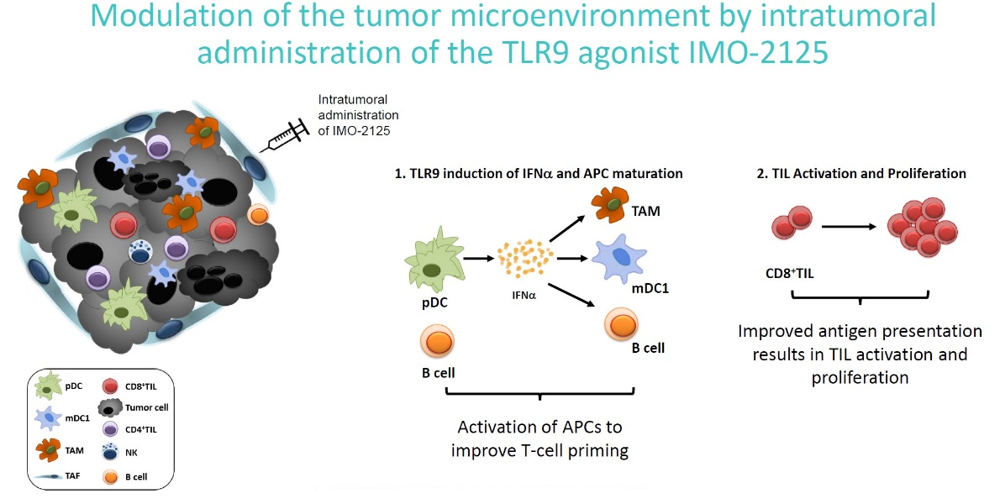 Modulation of the tumor microenvironment by intratumoral
administration of the TLR9 agonist IMO-2125
Intratumoral
administration
of IMO-2125
1. TLR9 induction of IFNα and APC maturation
TAM
pDC
IFNα
mDC1
B cell
B cell
Activation of APCs to
improve T-cell priming
2. TIL Activation and Proliferation
CD8⁺TIL
Improved antigen presentation
results in TIL activation and
proliferation
pDC
CD8⁺TIL
mDC1
Tumor cell
CD4⁺TIL
TAM
NK
TAF
B cell